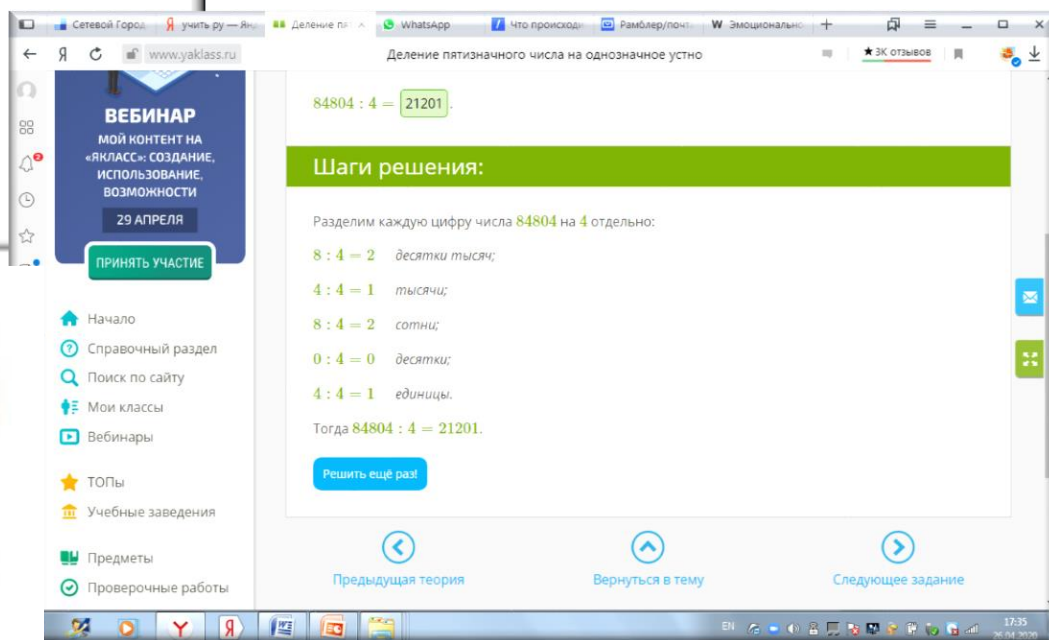 Сетевой Город
учить ру — Янд
Деление пят
WhatsApp
Что происходи
Рамблер/почт
Эмоционально
www.yaklass.ru
Деление пятизначного числа на однозначное устно
★ 3К отзывов
ВЕБИНАР
МОЙ КОНТЕНТ НА
«ЯКЛАСС»: СОЗДАНИЕ,
ИСПОЛЬЗОВАНИЕ,
ВОЗМОЖНОСТИ
29 АПРЕЛЯ
ПРИНЯТЬ УЧАСТИЕ
Начало
Справочный раздел
Поиск по сайту
Мои классы
Вебинары
ТОПы
Учебные заведения
Предметы
Проверочные работы
84804 : 4 = 21201.
Шаги решения:
Разделим каждую цифру числа 84804 на 4 отдельно:
8 : 4 = 2 десятки тысяч;
4 : 4 = 1 тысячи;
8 : 4 = 2 сотни;
0 : 4 = 0 десятки;
4 : 4 = 1 единицы.
Тогда 84804 : 4 = 21201.
Решить ещё раз!
Предыдущая теория
Вернуться в тему
Следующее задание
EN
17:35
26.04.2020